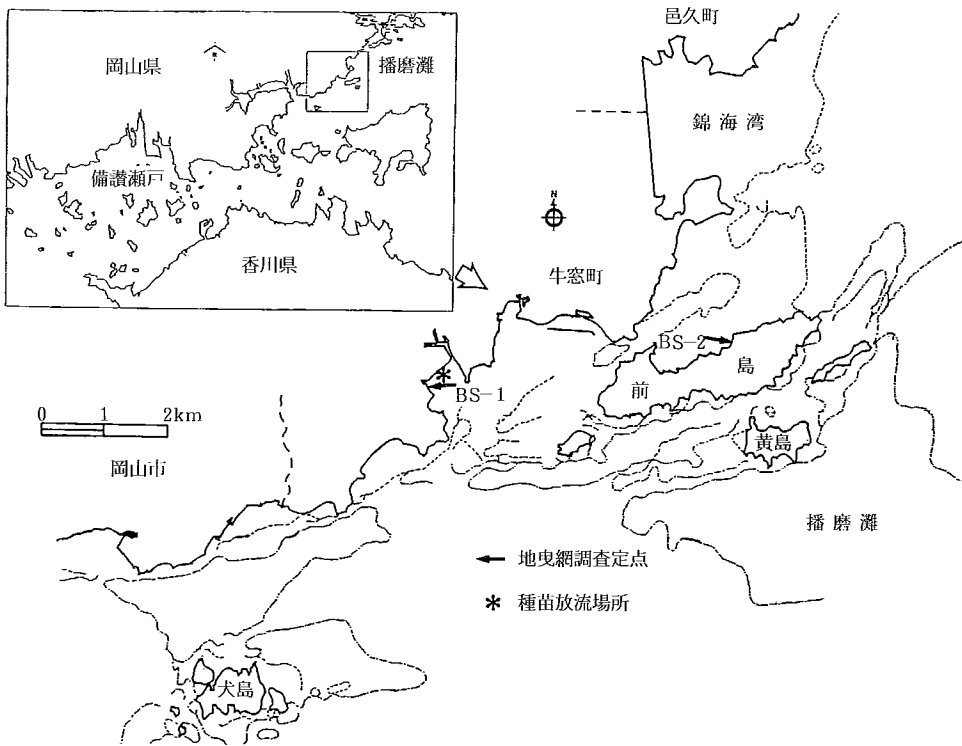 岡山県
播磨灘
備讃瀬戸
香川県
邑久町
錦海湾
N
牛窓町
BS-2
前島
BS-1
0 1 2km
岡山市
黄島
播磨灘
地曳網調査定点
種苗放流場所
犬島